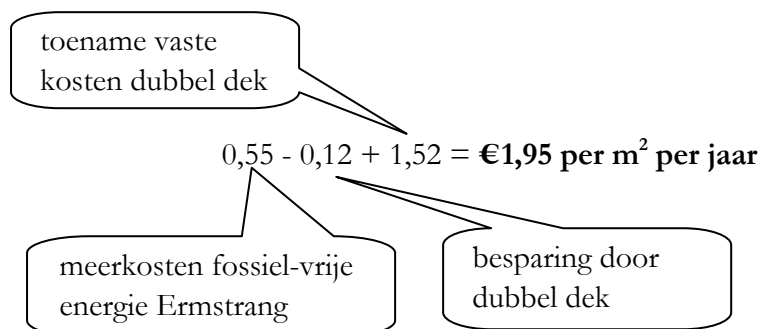 toename vaste
kosten dubbel dek
0,55 - 0,12 + 1,52 = €1,95 per m² per jaar
meerkosten fossiel-vrije
energie Ermstrang
besparing door
dubbel dek